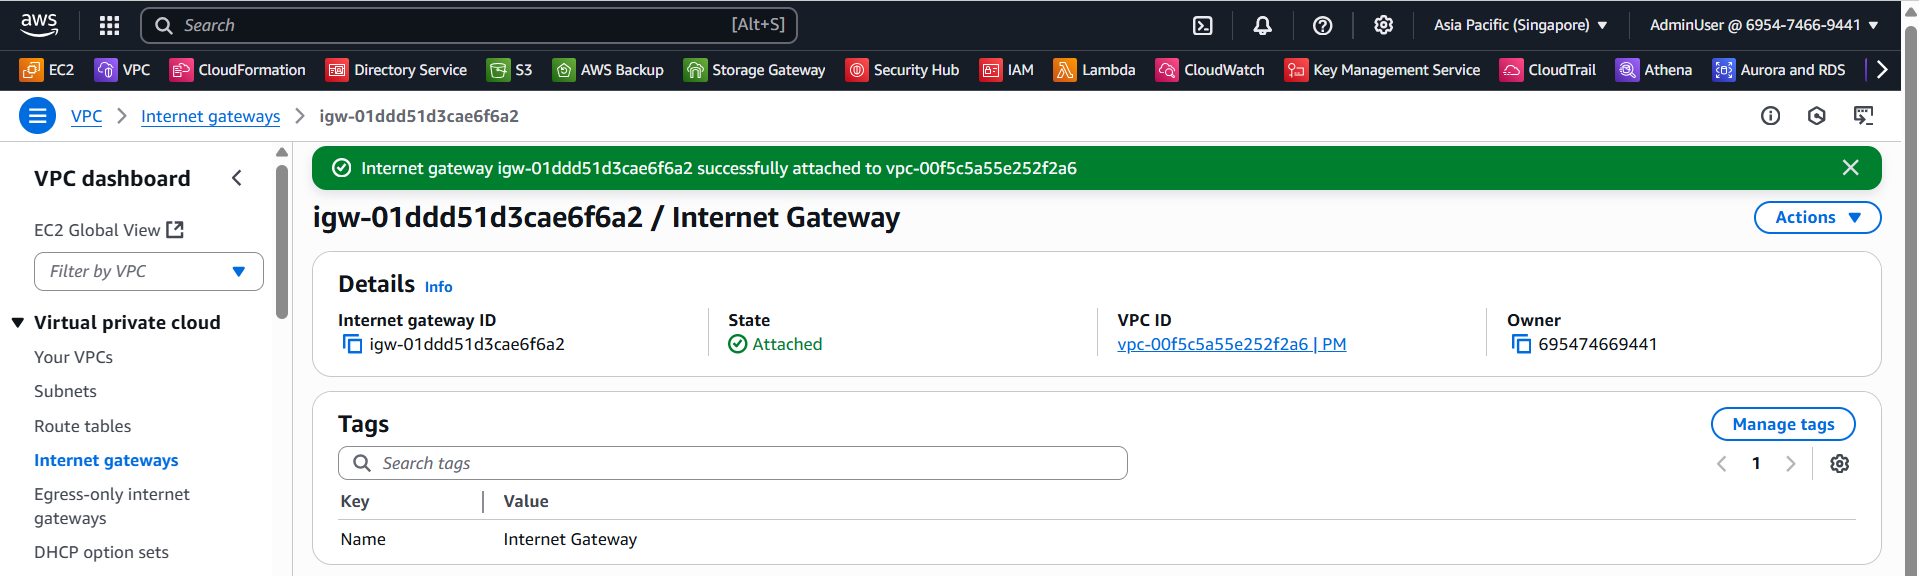 aws
Search [Alt+S]
Asia Pacific (Singapore) AdminUser @ 6954-7466-9441
EC2 VPC CloudFormation Directory Service S3 AWS Backup Storage Gateway Security Hub IAM Lambda CloudWatch Key Management Service CloudTrail Athena Aurora and RDS
VPC Internet gateways igw-01ddd51d3cae6f6a2
VPC dashboard
EC2 Global View
Filter by VPC
Virtual private cloud
Your VPCs
Subnets
Route tables
Internet gateways
Egress-only internet
gateways
DHCP option sets
Internet gateway igw-01ddd51d3cae6f6a2 successfully attached to vpc-00f5c5a55e252f2a6
igw-01ddd51d3cae6f6a2 / Internet Gateway
Actions
Details Info
Internet gateway ID
igw-01ddd51d3cae6f6a2
State
Attached
VPC ID
vpc-00f5c5a55e252f2a6 | PM
Owner
695474669441
Tags
Manage tags
Search tags
1
Key Value
Name Internet Gateway